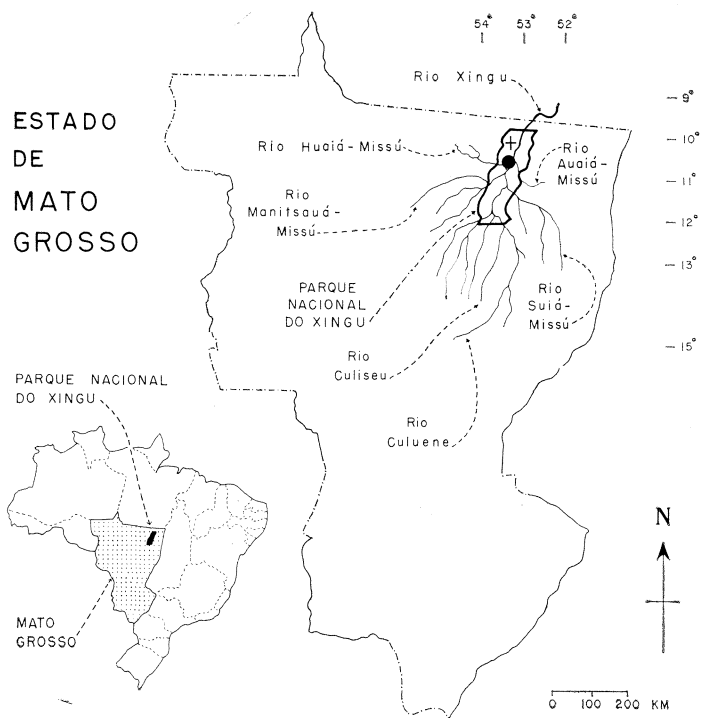 54° 53° 52°
Rio Xingu
— 9°
ESTADO
DE
MATO
GROSSO
— 10°
Rio Huaiá-Missú
Rio
Auaiá-
Missú
— 11°
Rio
Manitsauá-
Missú
— 12°
— 13°
PARQUE
NACIONAL
DO XINGU
Rio
Suiá-
Missú
— 15°
Rio
Culiseu
PARQUE NACIONAL
DO XINGU
Rio
Culuene
N
MATO
GROSSO
0 100 200 KM